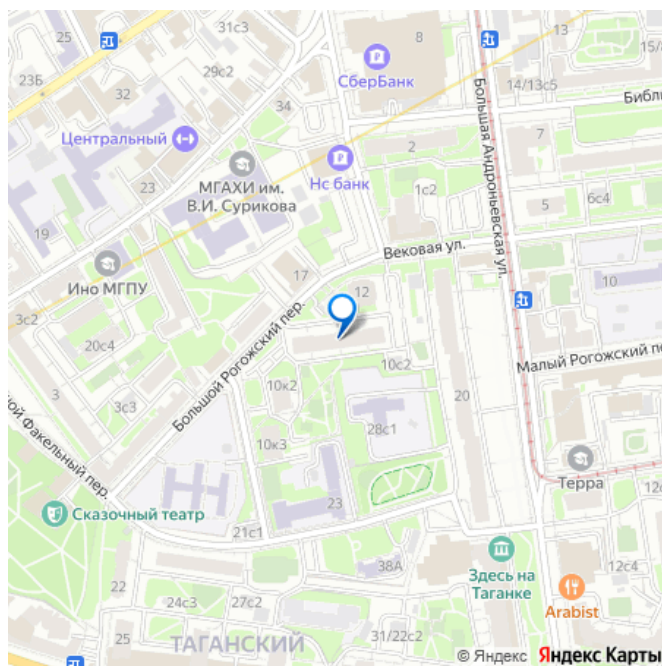 25
31с3
23Б
32
29с2
34
8
СберБанк
14/13с5
15/
Библи
Центральный
23
МГАХИ им.
В.И. Сурикова
Нс банк
2
7
Большая Андроньевская ул.
1с2
6с4
5
19
Вековая ул.
Ино МГПУ
17
12
10
3с2
20с4
3
3с3
Большой Рогожский пер.
10к2
10с2
Малый Рогожский пе
20
28с1
10к3
ой Факельный пер.
Терра
12с
Сказочный театр
23
21с1
38А
Здесь на
Таганке
12с4
22
24с3
27с2
Arabist
25
ТАГАНСКИЙ
31/22с2
© Яндекс Яндекс Карты